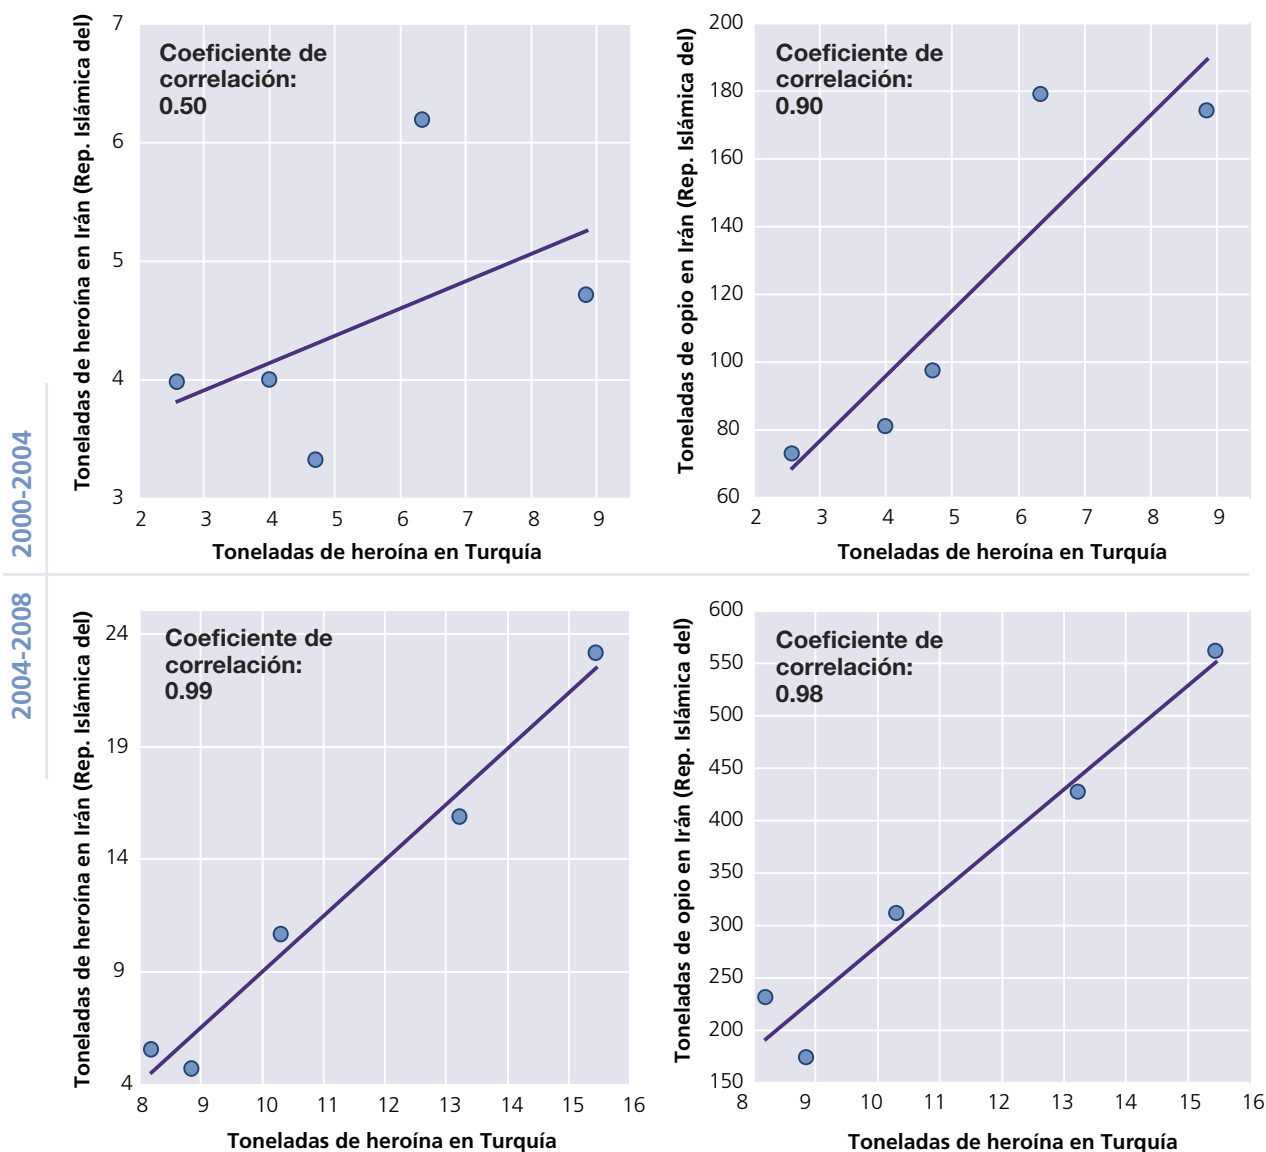 2000-2004
Toneladas de heroína en Irán (Rep. Islámica del)
7
6
5
4
3
Coeficiente de
correlación:
0.50
2 3 4 5 6 7 8 9
Toneladas de heroína en Turquía
Toneladas de opio en Irán (Rep. Islámica del)
200
180
160
140
120
100
80
60
Coeficiente de
correlación:
0.90
2 3 4 5 6 7 8 9
Toneladas de heroína en Turquía
2004-2008
Toneladas de heroína en Irán (Rep. Islámica del)
24
19
14
9
4
Coeficiente de
correlación:
0.99
8 9 10 11 12 13 14 15 16
Toneladas de heroína en Turquía
Toneladas de opio en Irán (Rep. Islámica del)
600
550
500
450
400
350
300
250
200
150
Coeficiente de
correlación:
0.98
8 9 10 11 12 13 14 15 16
Toneladas de heroína en Turquía